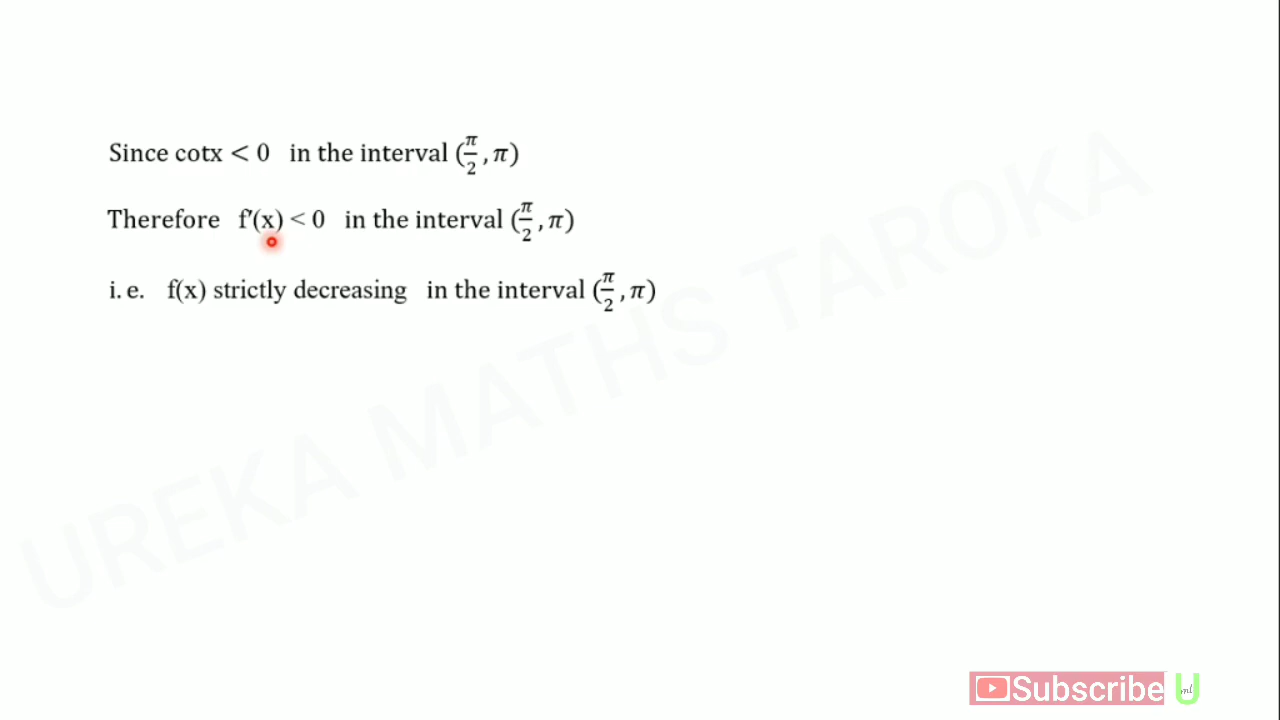 Since cotx < 0 in the interval (π/2, π)
Therefore f'(x) < 0 in the interval (π/2, π)
i. e. f(x) strictly decreasing in the interval (π/2, π)
UREKA MATHS TAROKA
Subscribe U